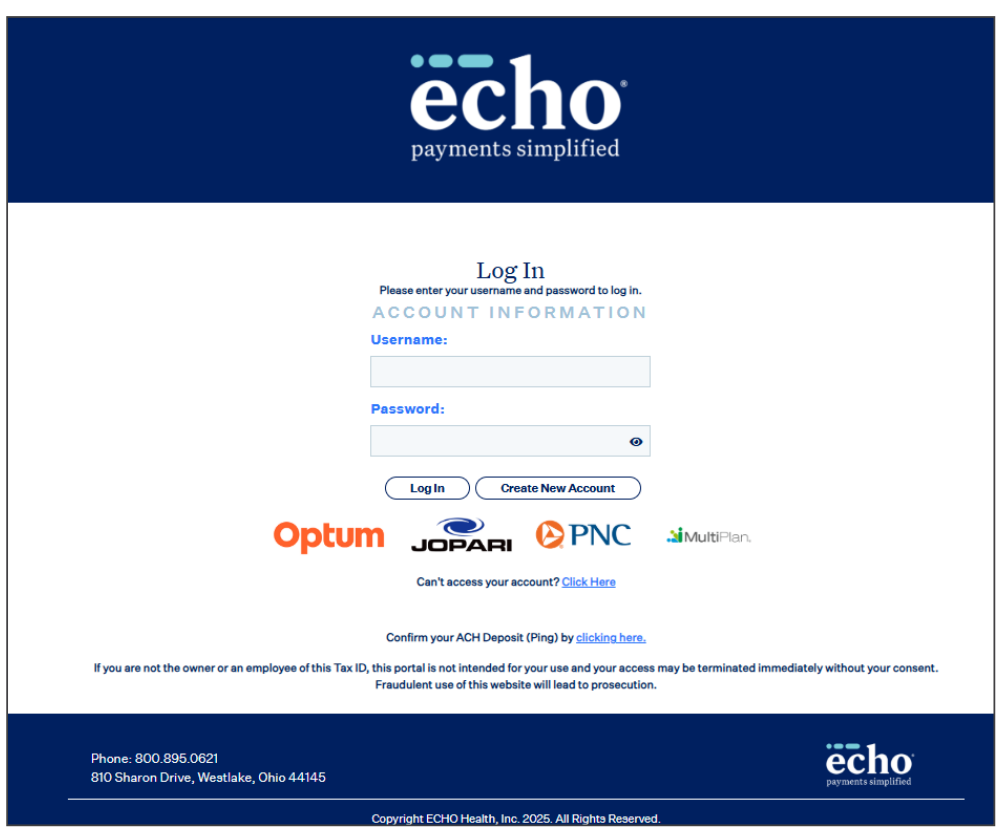 echo®
payments simplified
Log In
Please enter your username and password to log in.
ACCOUNT INFORMATION
Username:
Password:
Log In Create New Account
Optum JOPARI PNC MultiPlan.
Can't access your account? Click Here
Confirm your ACH Deposit (Ping) by clicking here.
If you are not the owner or an employee of this Tax ID, this portal is not intended for your use and your access may be terminated immediately without your consent.
Fraudulent use of this website will lead to prosecution.
Phone: 800.895.0621
810 Sharon Drive, Westlake, Ohio 44145
echo
payments simplified
Copyright ECHO Health, Inc. 2025. All Rights Reserved.